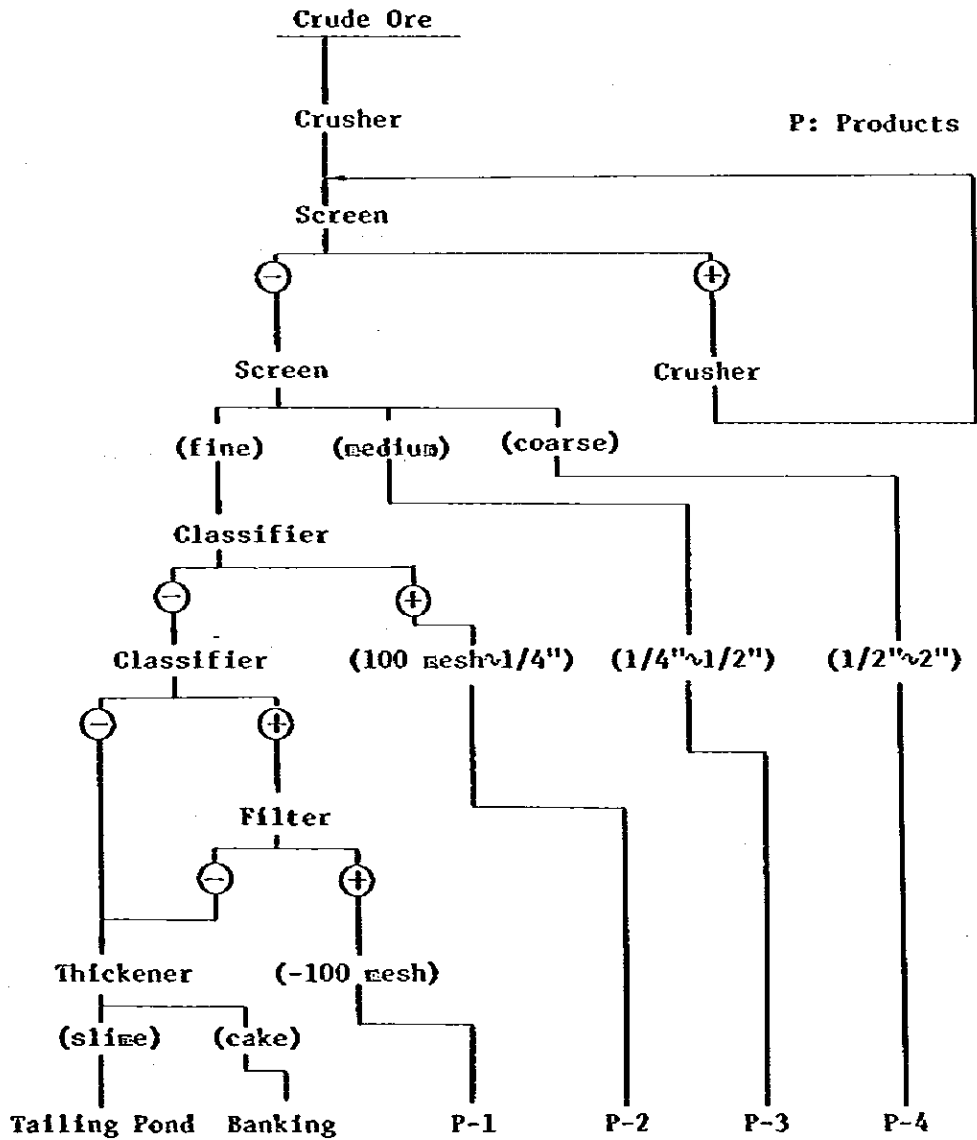 Crude Ore
Crusher
P: Products
Screen
−
+
Screen
Crusher
(fine)
(medium)
(coarse)
Classifier
−
+
Classifier
(100 mesh~1/4")
(1/4"~1/2")
(1/2"~2")
−
+
Filter
−
+
Thickener
(-100 mesh)
(slime)
(cake)
Tailing Pond
Banking
P-1
P-2
P-3
P-4